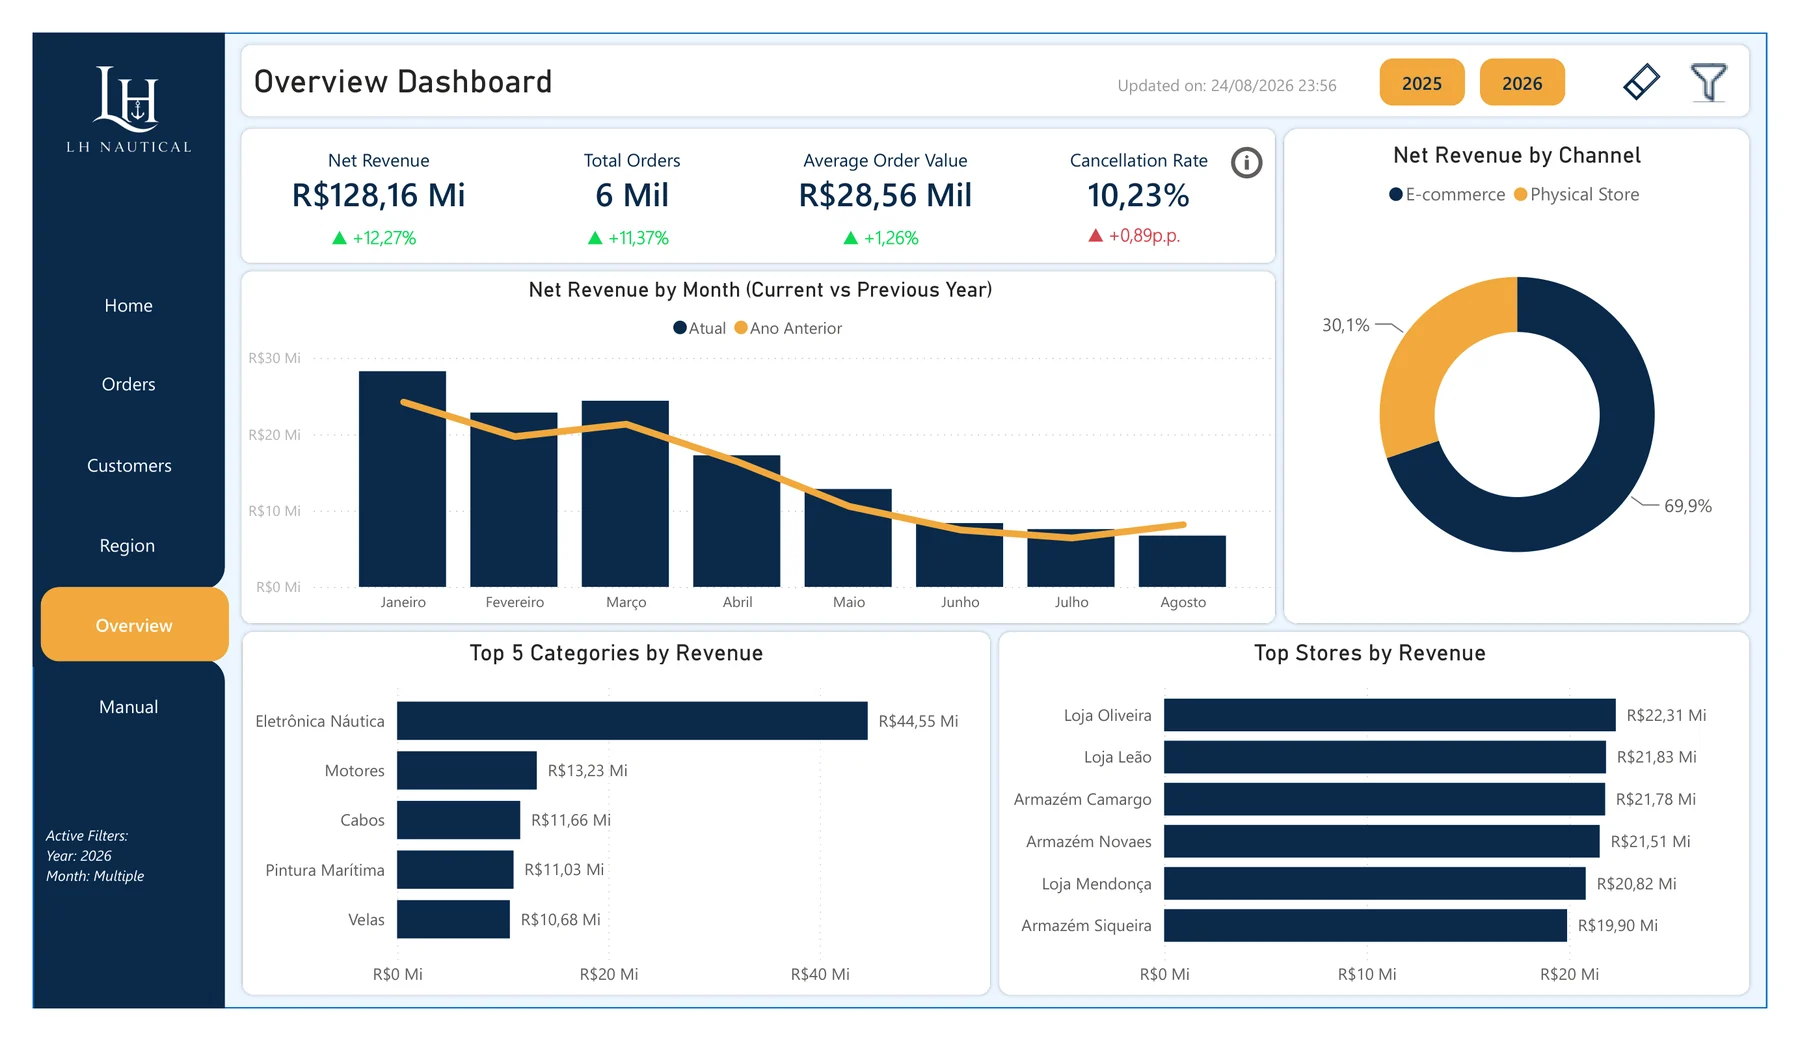 LH
LH NAUTICAL
Home
Orders
Customers
Region
Overview
Manual
Active Filters:
Year: 2026
Month: Multiple
Overview Dashboard
Updated on: 24/08/2026 23:56
2025
2026
Net Revenue
R$128,16 Mi
▲ +12,27%
Total Orders
6 Mil
▲ +11,37%
Average Order Value
R$28,56 Mil
▲ +1,26%
Cancellation Rate
10,23%
▲ +0,89p.p.
Net Revenue by Month (Current vs Previous Year)
Atual Ano Anterior
R$30 Mi
R$20 Mi
R$10 Mi
R$0 Mi
Janeiro Fevereiro Março Abril Maio Junho Julho Agosto
Net Revenue by Channel
E-commerce Physical Store
30,1%
69,9%
Top 5 Categories by Revenue
Eletrônica Náutica R$44,55 Mi
Motores R$13,23 Mi
Cabos R$11,66 Mi
Pintura Marítima R$11,03 Mi
Velas R$10,68 Mi
R$0 Mi R$20 Mi R$40 Mi
Top Stores by Revenue
Loja Oliveira R$22,31 Mi
Loja Leão R$21,83 Mi
Armazém Camargo R$21,78 Mi
Armazém Novaes R$21,51 Mi
Loja Mendonça R$20,82 Mi
Armazém Siqueira R$19,90 Mi
R$0 Mi R$10 Mi R$20 Mi